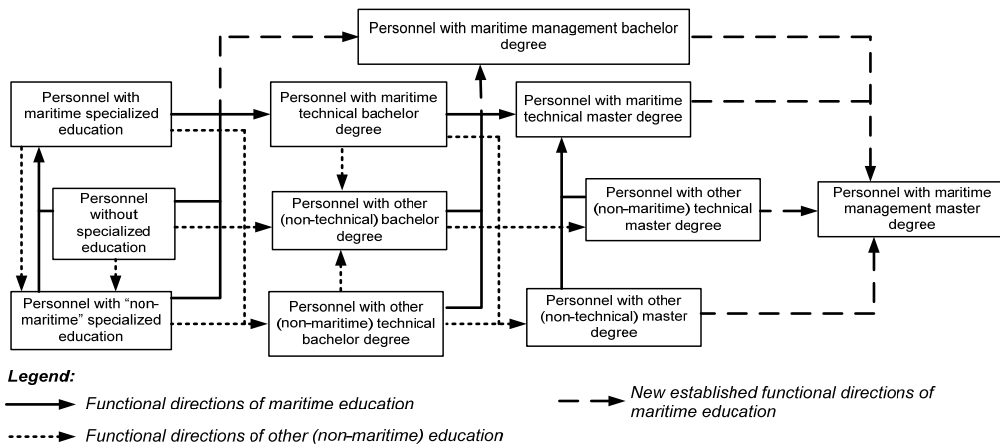 Personnel with maritime management bachelor
degree
Personnel with
maritime specialized
education
Personnel with maritime
technical bachelor
degree
Personnel with maritime
technical master degree
Personnel
without
specialized
education
Personnel with other
(non-technical) bachelor
degree
Personnel with other
(non-maritime) technical
master degree
Personnel with maritime
management master
degree
Personnel with “non-
maritime” specialized
education
Personnel with other
(non-maritime) technical
bachelor degree
Personnel with other
(non-technical) master
degree
Legend:
Functional directions of maritime education
Functional directions of other (non-maritime) education
New established functional directions of
maritime education